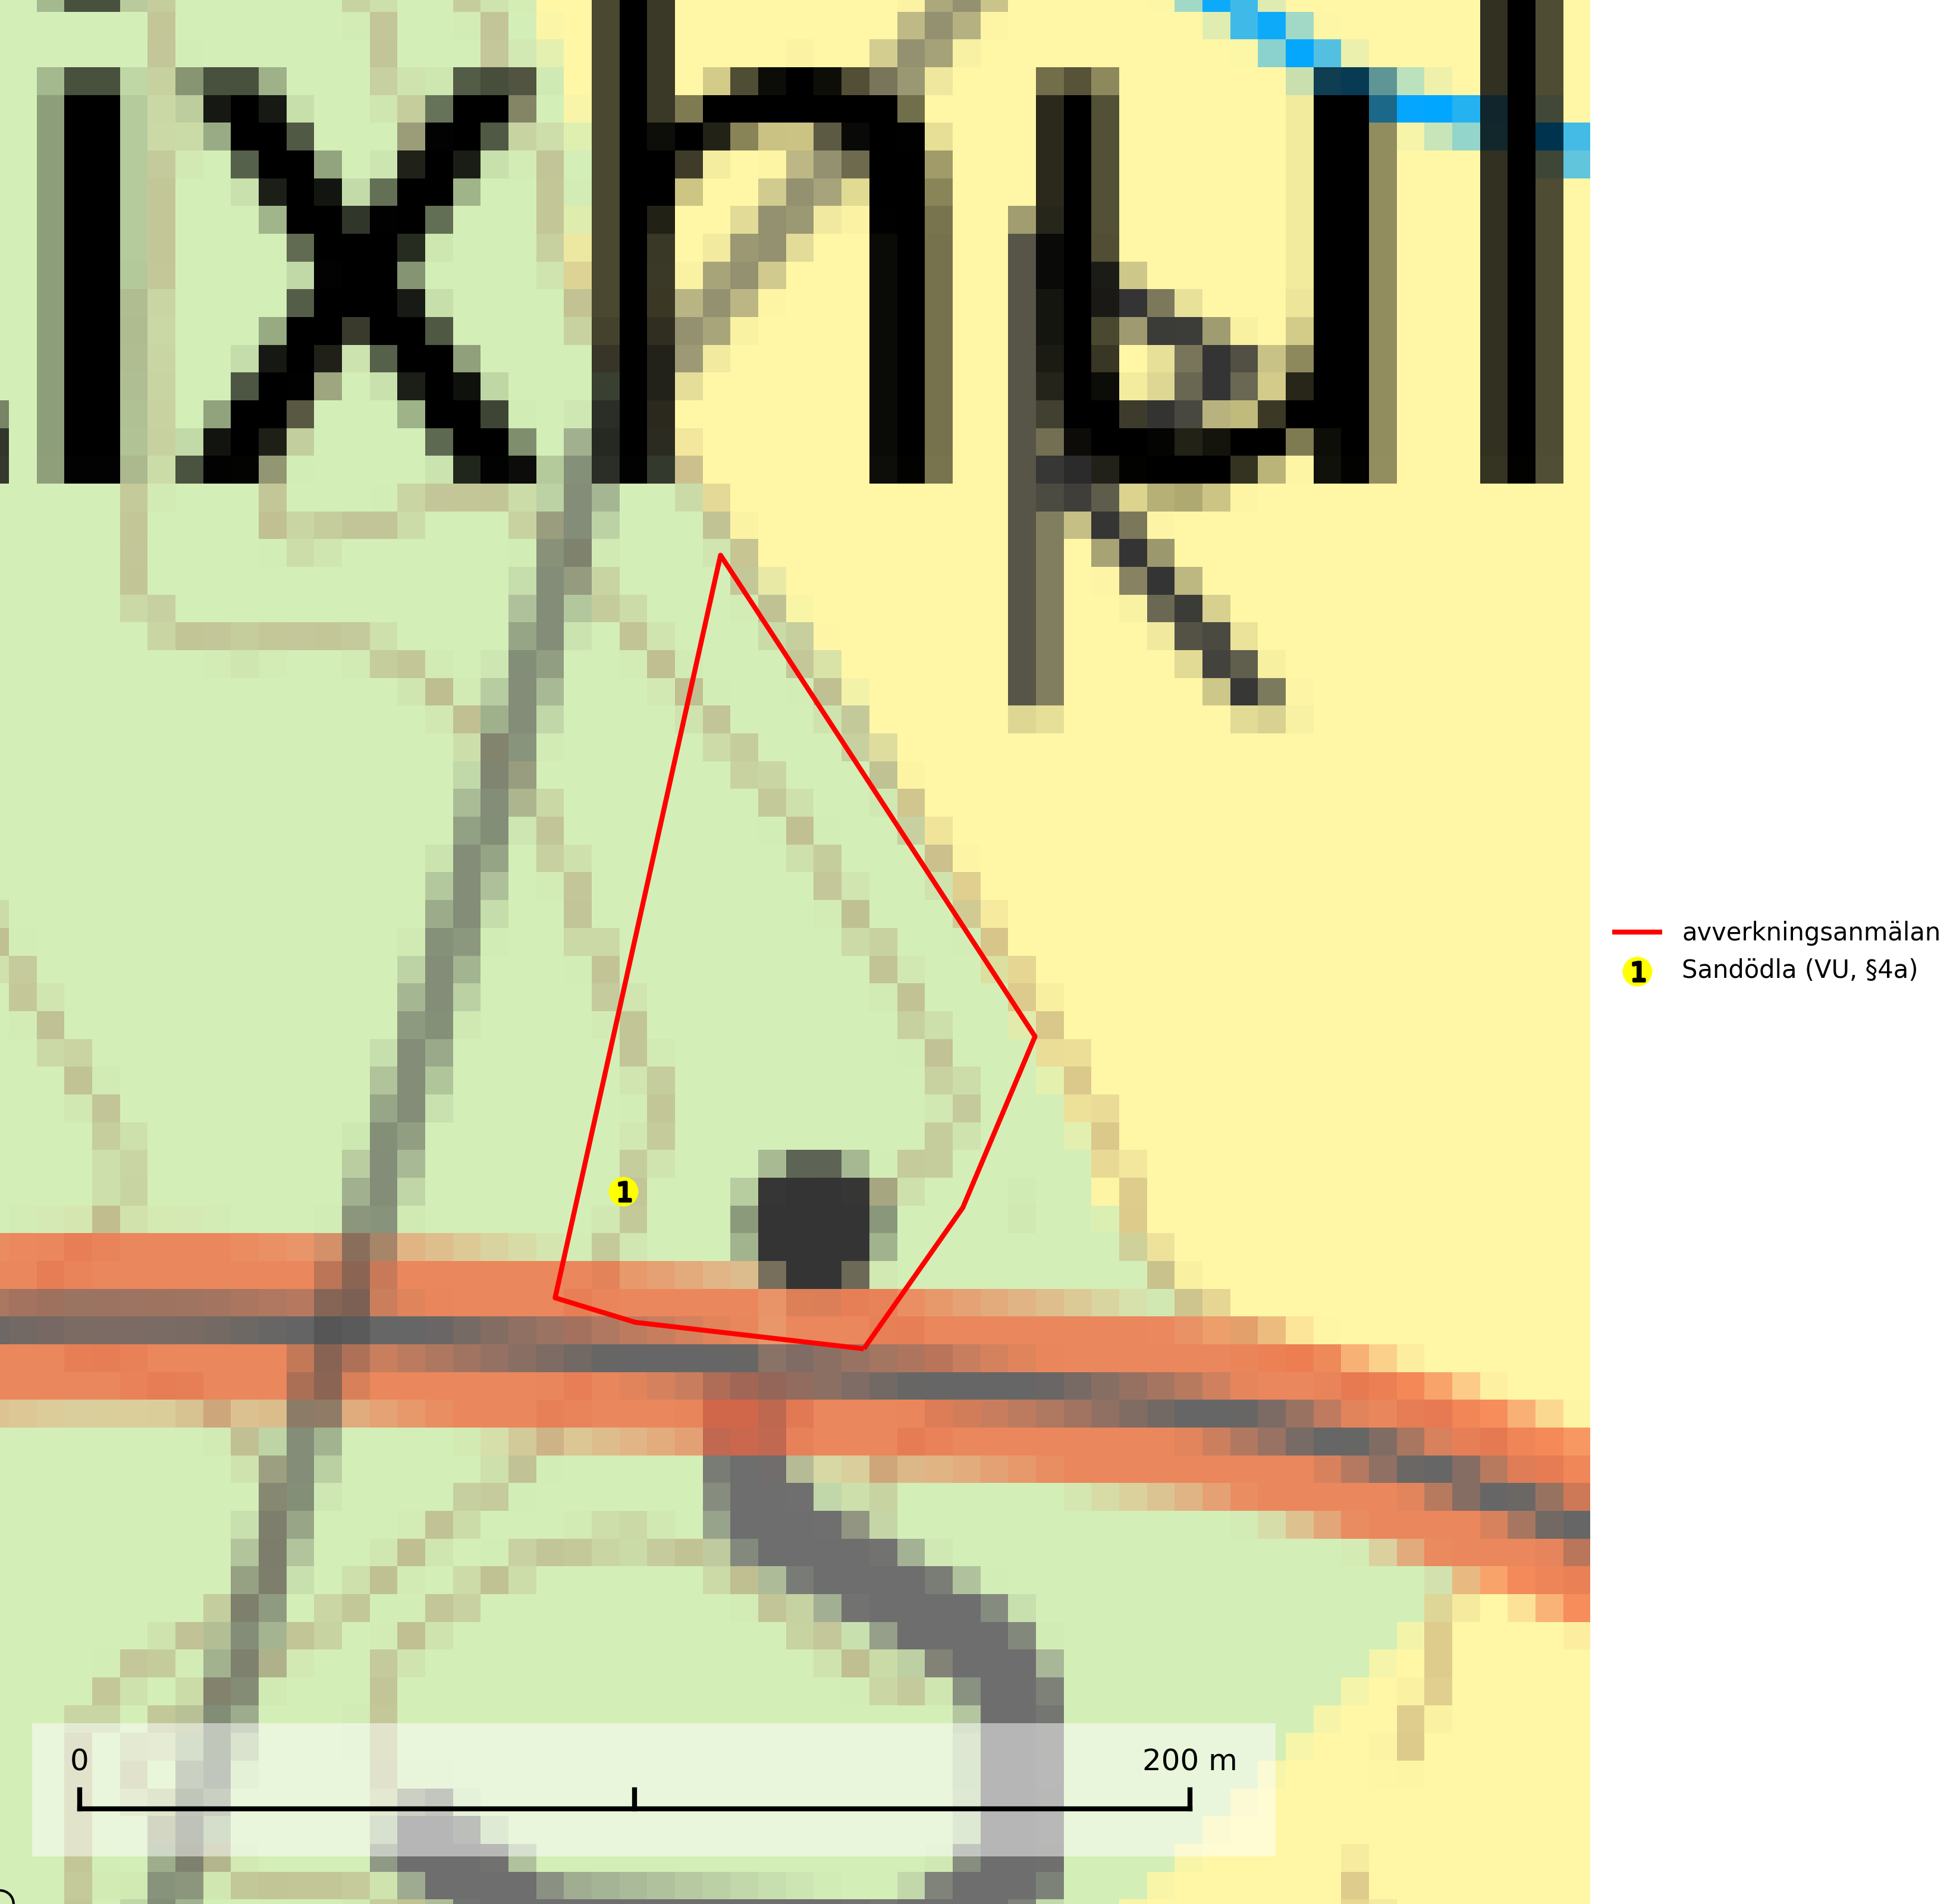 avverkningsanmälan
1 Sandödla (VU, §4a)
1
0 200 m